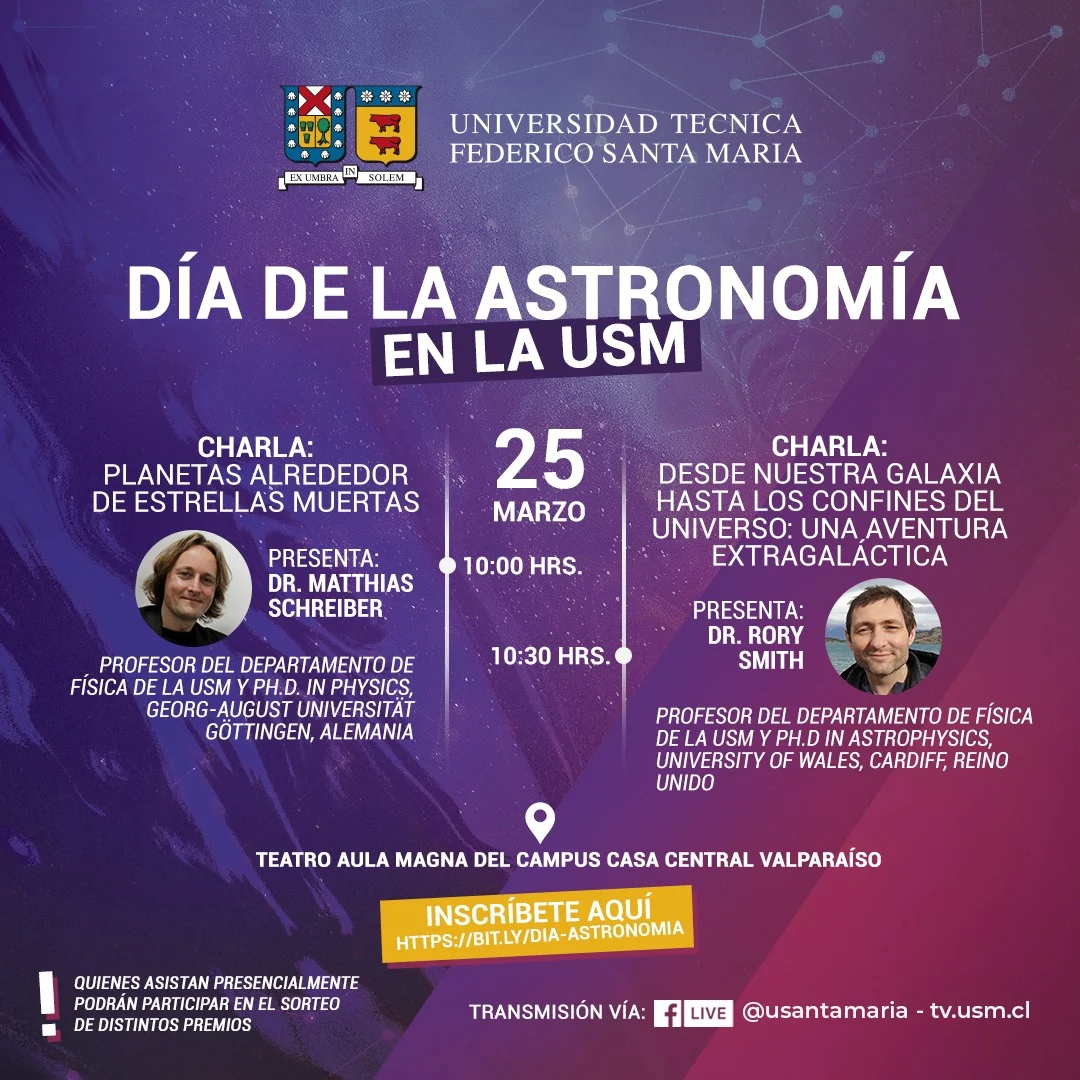 EX UMBRA IN SOLEM
UNIVERSIDAD TECNICA
FEDERICO SANTA MARIA
DÍA DE LA ASTRONOMÍA
EN LA USM
CHARLA:
PLANETAS ALREDEDOR
DE ESTRELLAS MUERTAS
PRESENTA:
DR. MATTHIAS
SCHREIBER
PROFESOR DEL DEPARTAMENTO DE
FÍSICA DE LA USM Y PH.D. IN PHYSICS,
GEORG-AUGUST UNIVERSITÄT
GÖTTINGEN, ALEMANIA
25
MARZO
10:00 HRS.
10:30 HRS.
CHARLA:
DESDE NUESTRA GALAXIA
HASTA LOS CONFINES DEL
UNIVERSO: UNA AVENTURA
EXTRAGALÁCTICA
PRESENTA:
DR. RORY
SMITH
PROFESOR DEL DEPARTAMENTO DE FÍSICA
DE LA USM Y PH.D IN ASTROPHYSICS,
UNIVERSITY OF WALES, CARDIFF, REINO
UNIDO
TEATRO AULA MAGNA DEL CAMPUS CASA CENTRAL VALPARAÍSO
INSCRÍBETE AQUÍ
HTTPS://BIT.LY/DIA-ASTRONOMIA
! QUIENES ASISTAN PRESENCIALMENTE
PODRÁN PARTICIPAR EN EL SORTEO
DE DISTINTOS PREMIOS
TRANSMISIÓN VÍA: f LIVE @usantamaria - tv.usm.cl